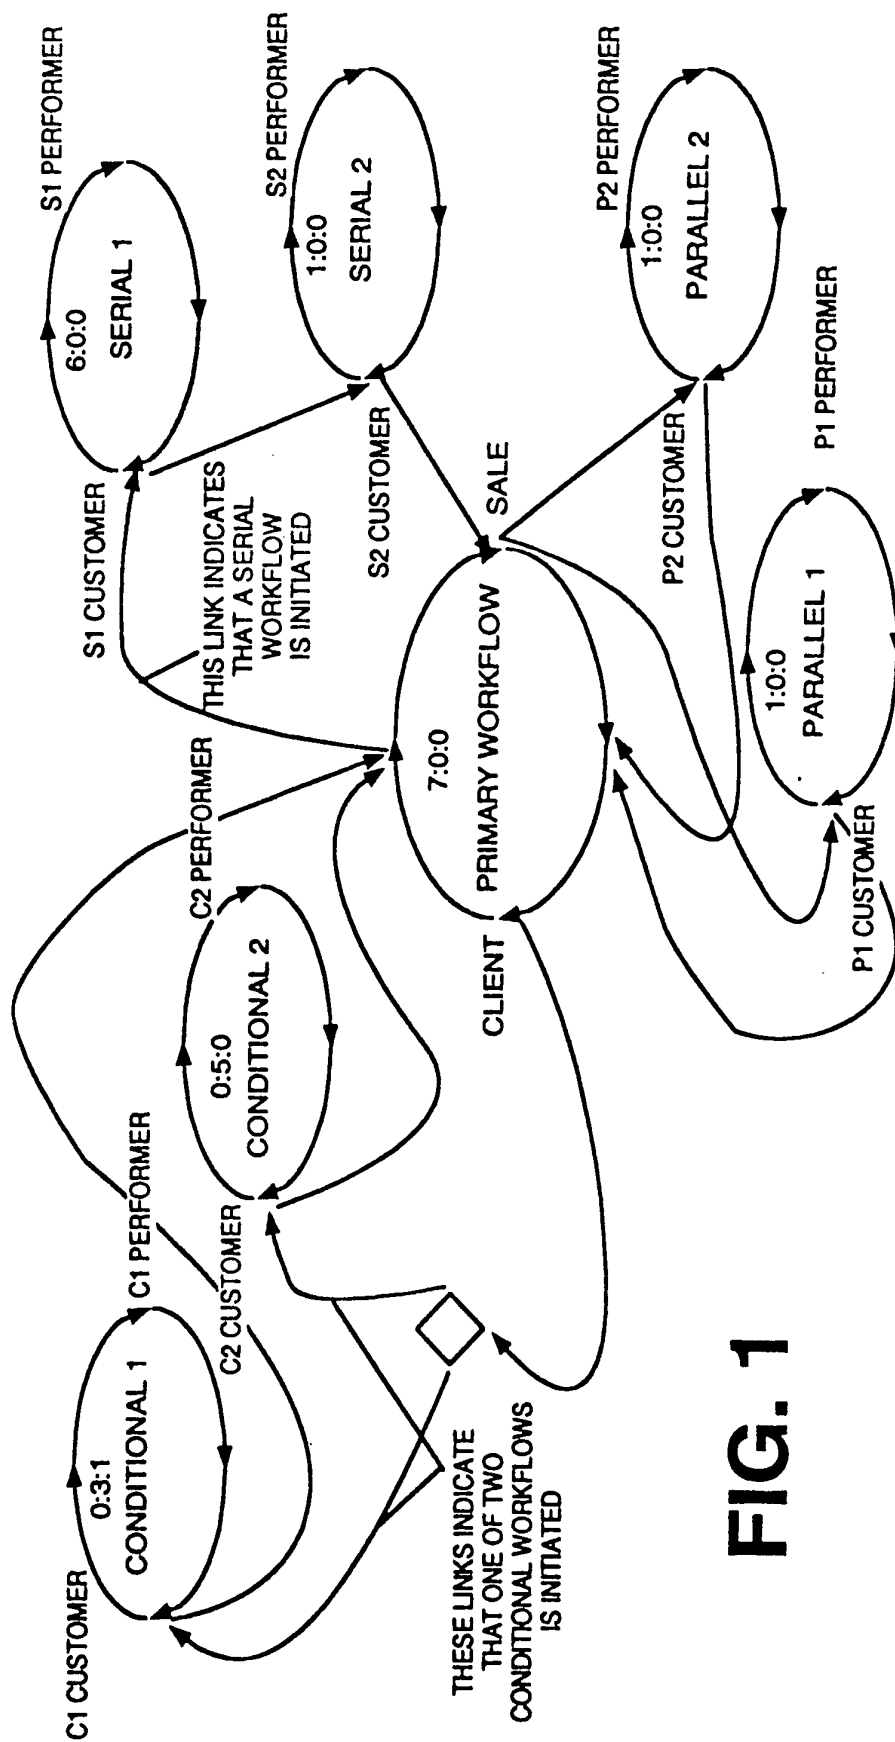 C1 CUSTOMER
0:3:1
CONDITIONAL 1
C1 PERFORMER
C2 CUSTOMER
0:5:0
CONDITIONAL 2
C2 PERFORMER
S1 CUSTOMER
6:0:0
SERIAL 1
S1 PERFORMER
THIS LINK INDICATES
THAT A SERIAL
WORKFLOW
IS INITIATED
S2 CUSTOMER
1:0:0
SERIAL 2
S2 PERFORMER
CLIENT
7:0:0
PRIMARY WORKFLOW
SALE
THESE LINKS INDICATE
THAT ONE OF TWO
CONDITIONAL WORKFLOWS
IS INITIATED
P2 CUSTOMER
1:0:0
PARALLEL 2
P2 PERFORMER
P1 CUSTOMER
1:0:0
PARALLEL 1
P1 PERFORMER
FIG. 1